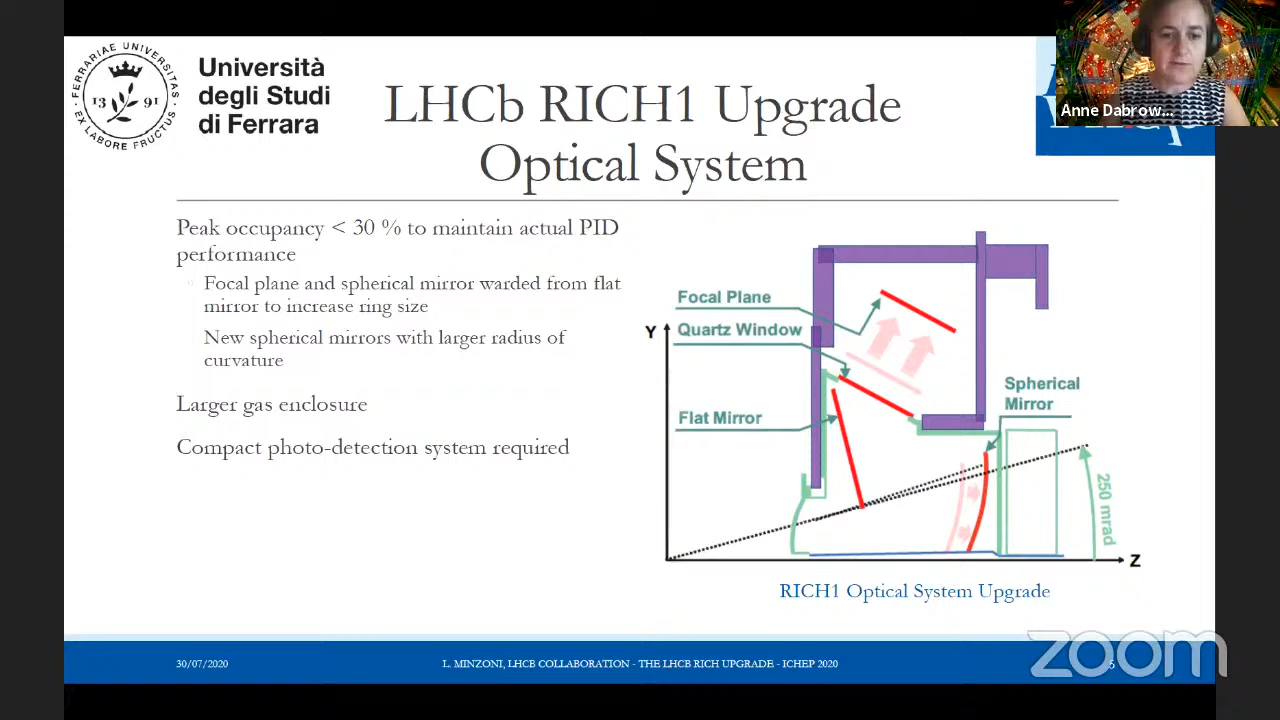 FERRARIAE UNIVERSITAS
EX LABORE FRUCTUS
13 91
Università
degli Studi
di Ferrara
LHCb RICH1 Upgrade
Optical System
Anne Dabrow...
Peak occupancy < 30 % to maintain actual PID
performance
Focal plane and spherical mirror warded from flat
mirror to increase ring size
New spherical mirrors with larger radius of
curvature
Larger gas enclosure
Compact photo-detection system required
Focal Plane
Y
Quartz Window
Spherical
Mirror
Flat Mirror
250 mrad
Z
RICH1 Optical System Upgrade
30/07/2020
L. MINZONI, LHCB COLLABORATION - THE LHCB RICH UPGRADE - ICHEP 2020
5
zoom